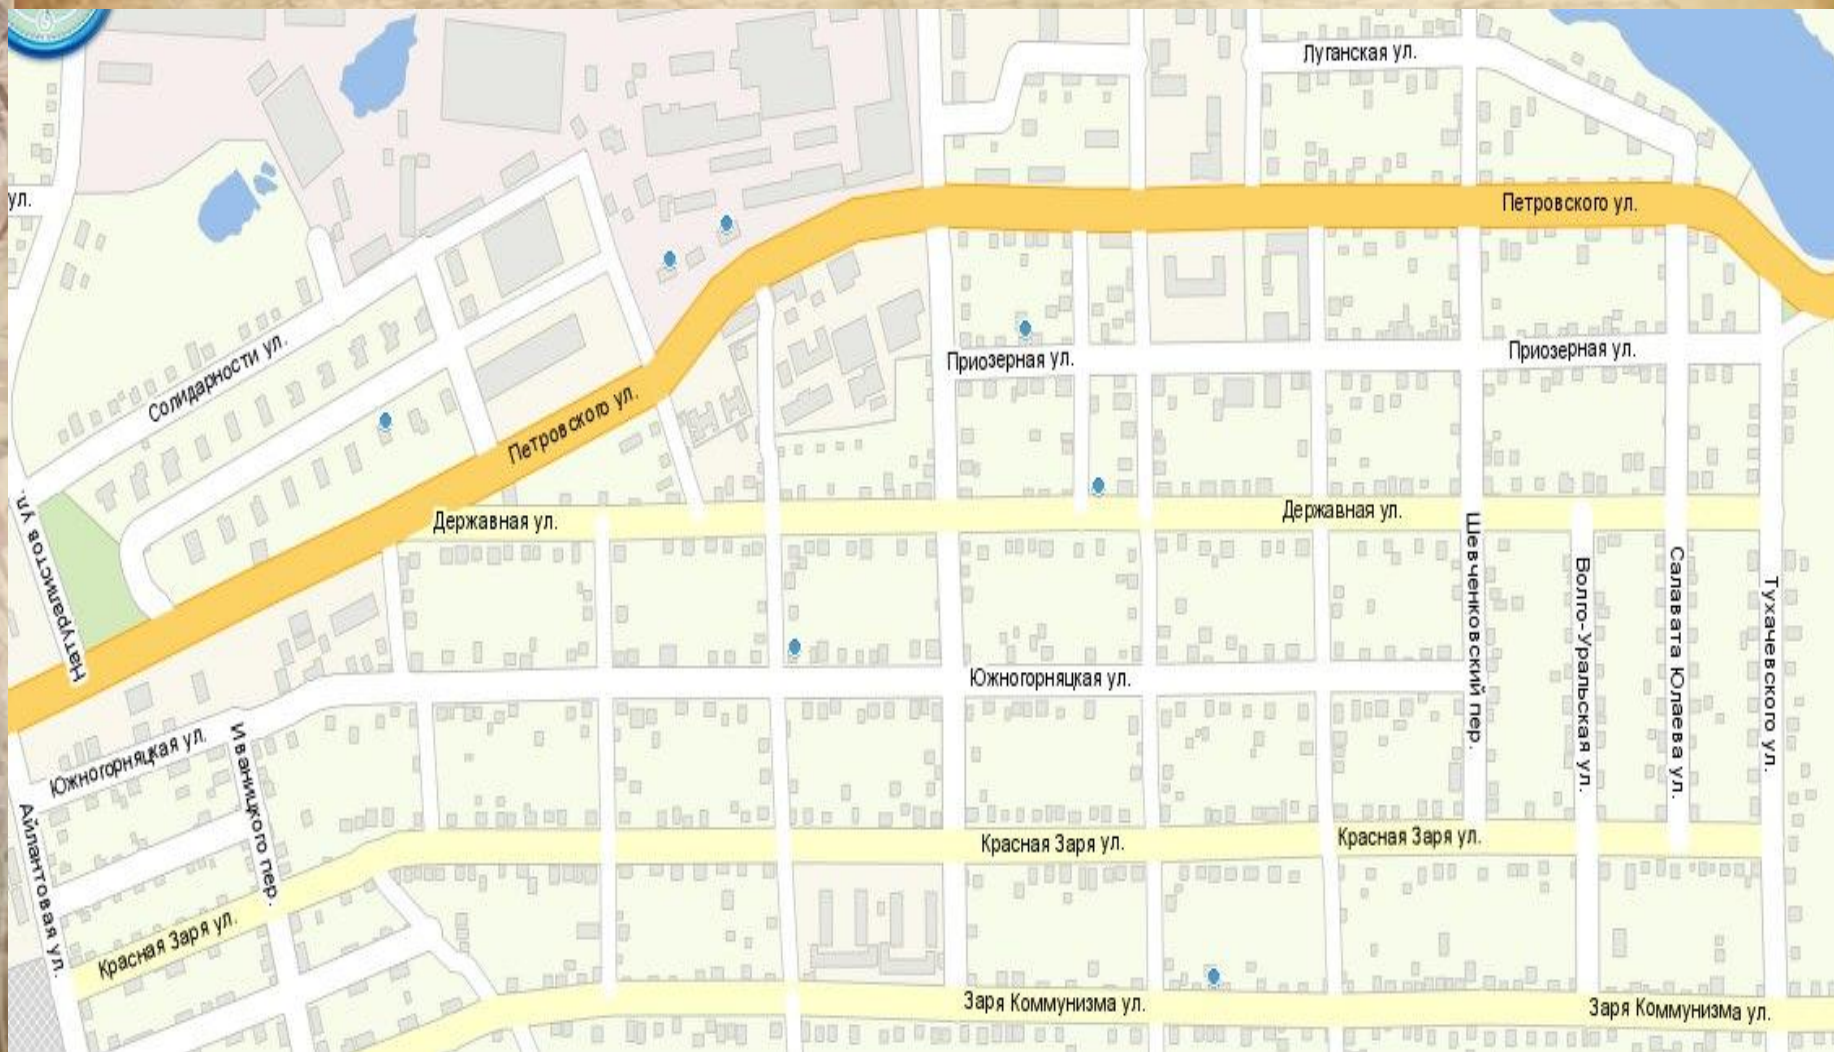 Луганская ул.
ул.
Петровского ул.
Солидарности ул.
Приозерная ул.
Приозерная ул.
Петровского ул.
Державная ул.
Державная ул.
Натуралистов ул.
Шевченковский пер.
Волго-Уральская ул.
Салавата Юлаева ул.
Тухачевского ул.
Южногорняцкая ул.
Южногорняцкая ул.
Иваницкого пер.
Айлантовая ул.
Красная Заря ул.
Красная Заря ул.
Красная Заря ул.
Заря Коммунизма ул.
Заря Коммунизма ул.